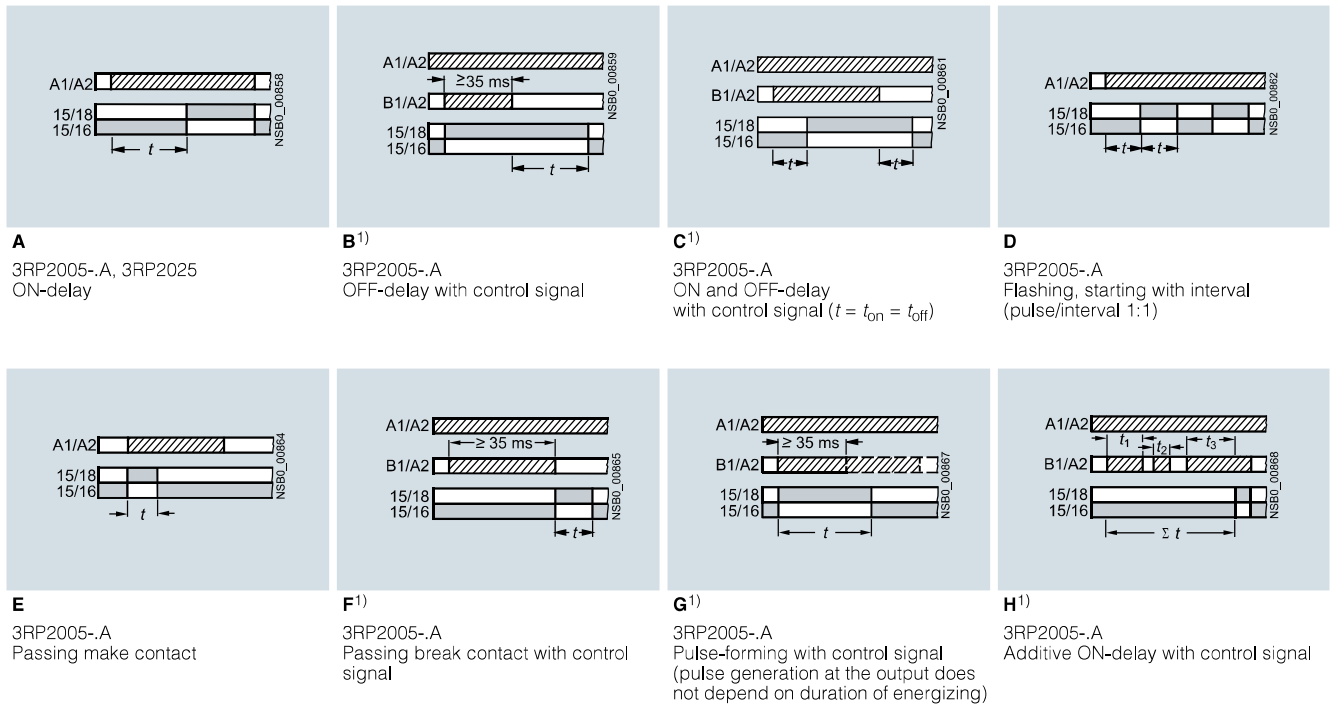 A1/A2
15/18
15/16
t
NSB0_00858
A
3RP2005-.A, 3RP2025
ON-delay
A1/A2
≥35 ms
B1/A2
15/18
15/16
t
NSB0_00859
B1)
3RP2005-.A
OFF-delay with control signal
A1/A2
B1/A2
15/18
15/16
t t
NSB0_00861
C1)
3RP2005-.A
ON and OFF-delay
with control signal (t = ton = toff)
A1/A2
15/18
15/16
t t
NSB0_00862
D
3RP2005-.A
Flashing, starting with interval
(pulse/interval 1:1)
A1/A2
15/18
15/16
t
NSB0_00864
E
3RP2005-.A
Passing make contact
A1/A2
≥ 35 ms
B1/A2
15/18
15/16
t
NSB0_00865
F1)
3RP2005-.A
Passing break contact with control
signal
A1/A2
≥ 35 ms
B1/A2
15/18
15/16
t
NSB0_00867
G1)
3RP2005-.A
Pulse-forming with control signal
(pulse generation at the output does
not depend on duration of energizing)
A1/A2
t1 t2 t3
B1/A2
15/18
15/16
Σ t
NSB0_00868
H1)
3RP2005-.A
Additive ON-delay with control signal